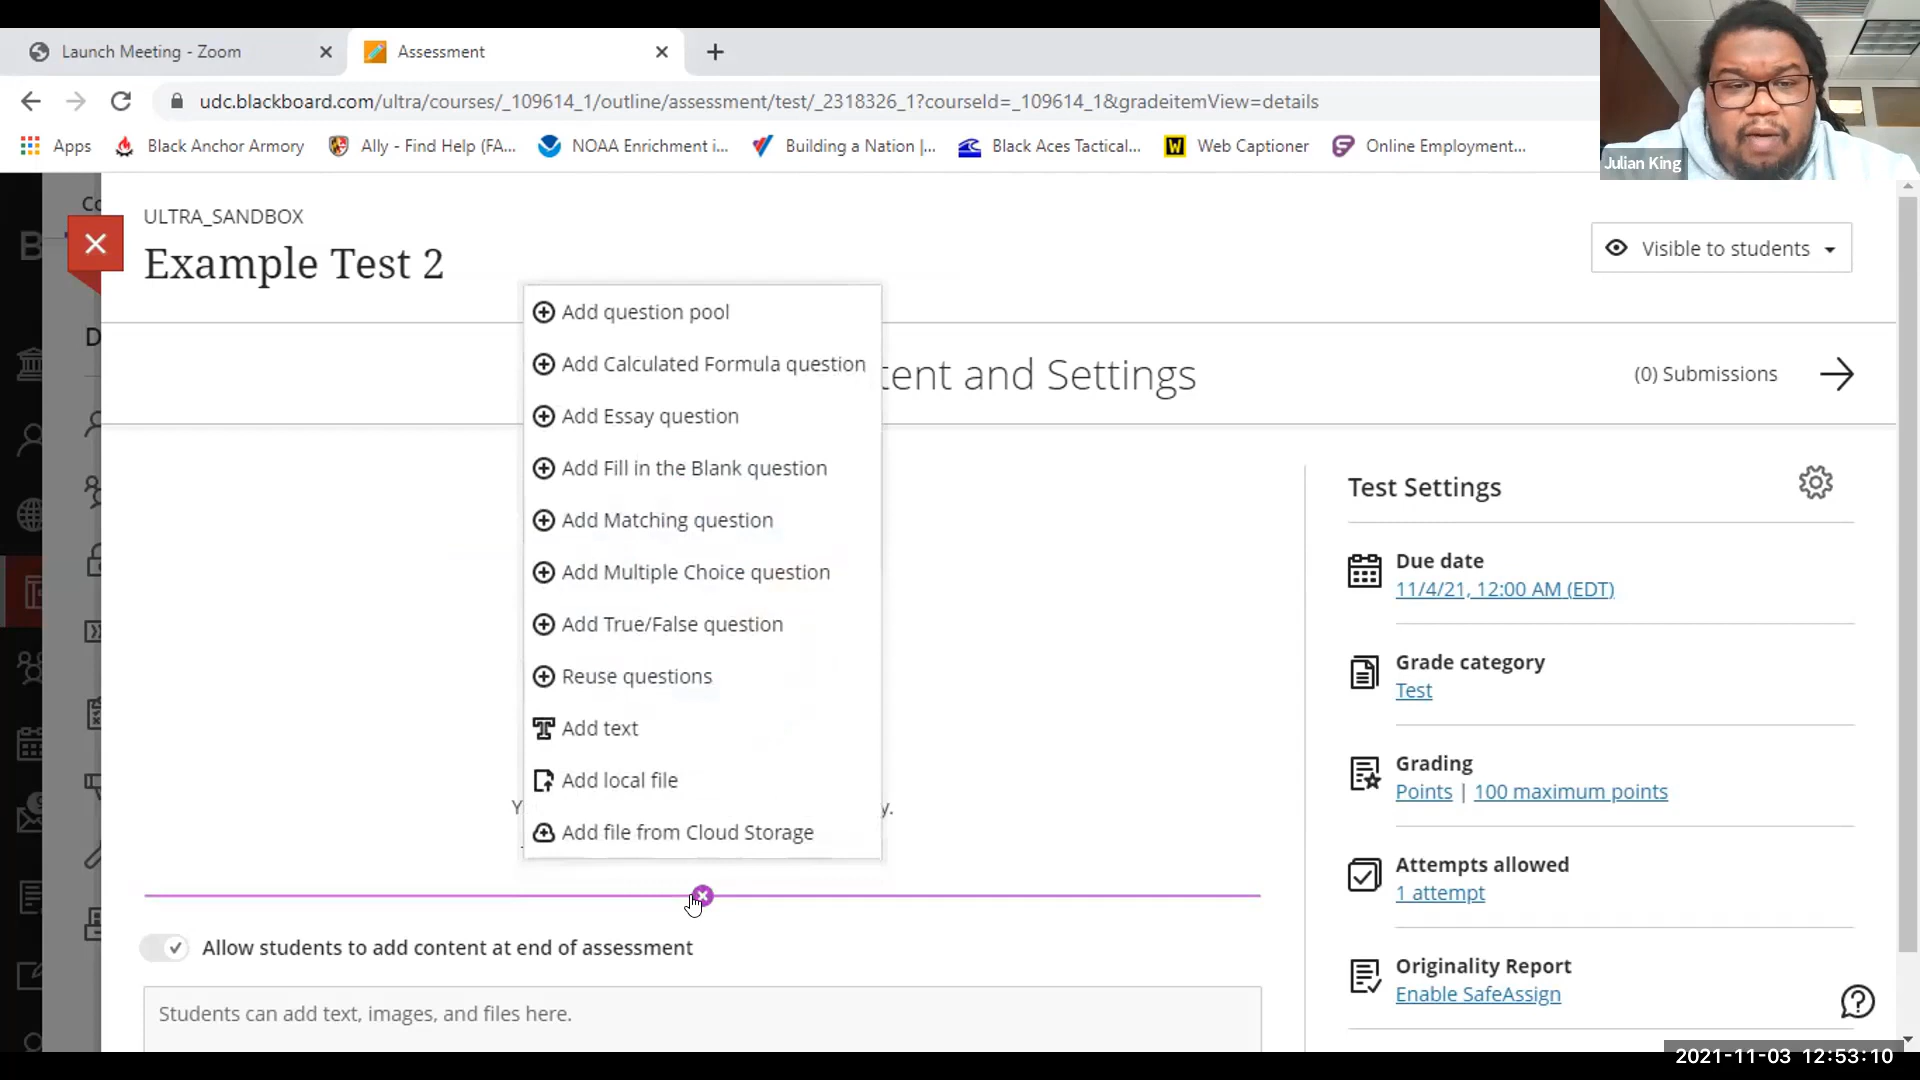 Launch Meeting - Zoom
Assessment
udc.blackboard.com/ultra/courses/_109614_1/outline/assessment/test/_2318326_1?courseId=_109614_1&gradeitemView=details
Apps
Black Anchor Armory
Ally - Find Help (FA...
NOAA Enrichment i...
Building a Nation |...
Black Aces Tactical...
Web Captioner
Online Employment...
Julian King
ULTRA_SANDBOX
Example Test 2
Visible to students
tent and Settings
(0) Submissions
Add question pool
Add Calculated Formula question
Add Essay question
Add Fill in the Blank question
Add Matching question
Add Multiple Choice question
Add True/False question
Reuse questions
Add text
Add local file
Add file from Cloud Storage
Allow students to add content at end of assessment
Students can add text, images, and files here.
Test Settings
Due date
11/4/21, 12:00 AM (EDT)
Grade category
Test
Grading
Points | 100 maximum points
Attempts allowed
1 attempt
Originality Report
Enable SafeAssign
2021-11-03 12:53:10